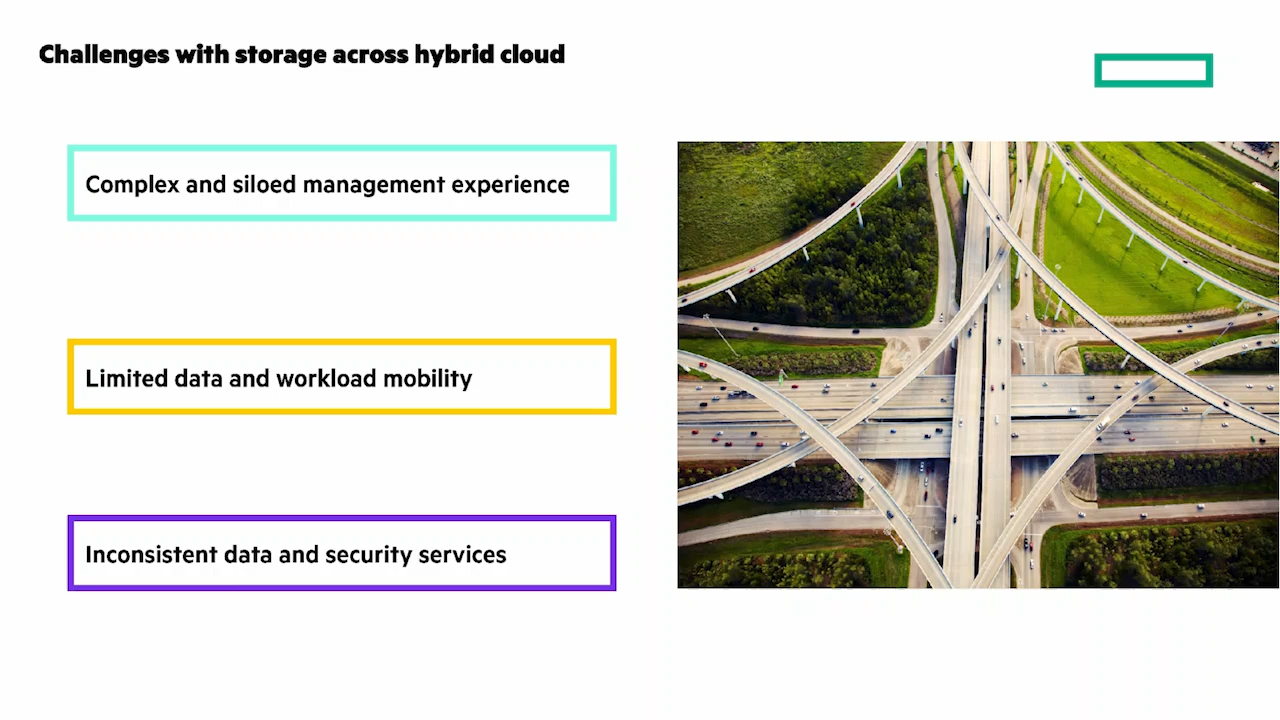 Challenges with storage across hybrid cloud
Complex and siloed management experience
Limited data and workload mobility
Inconsistent data and security services